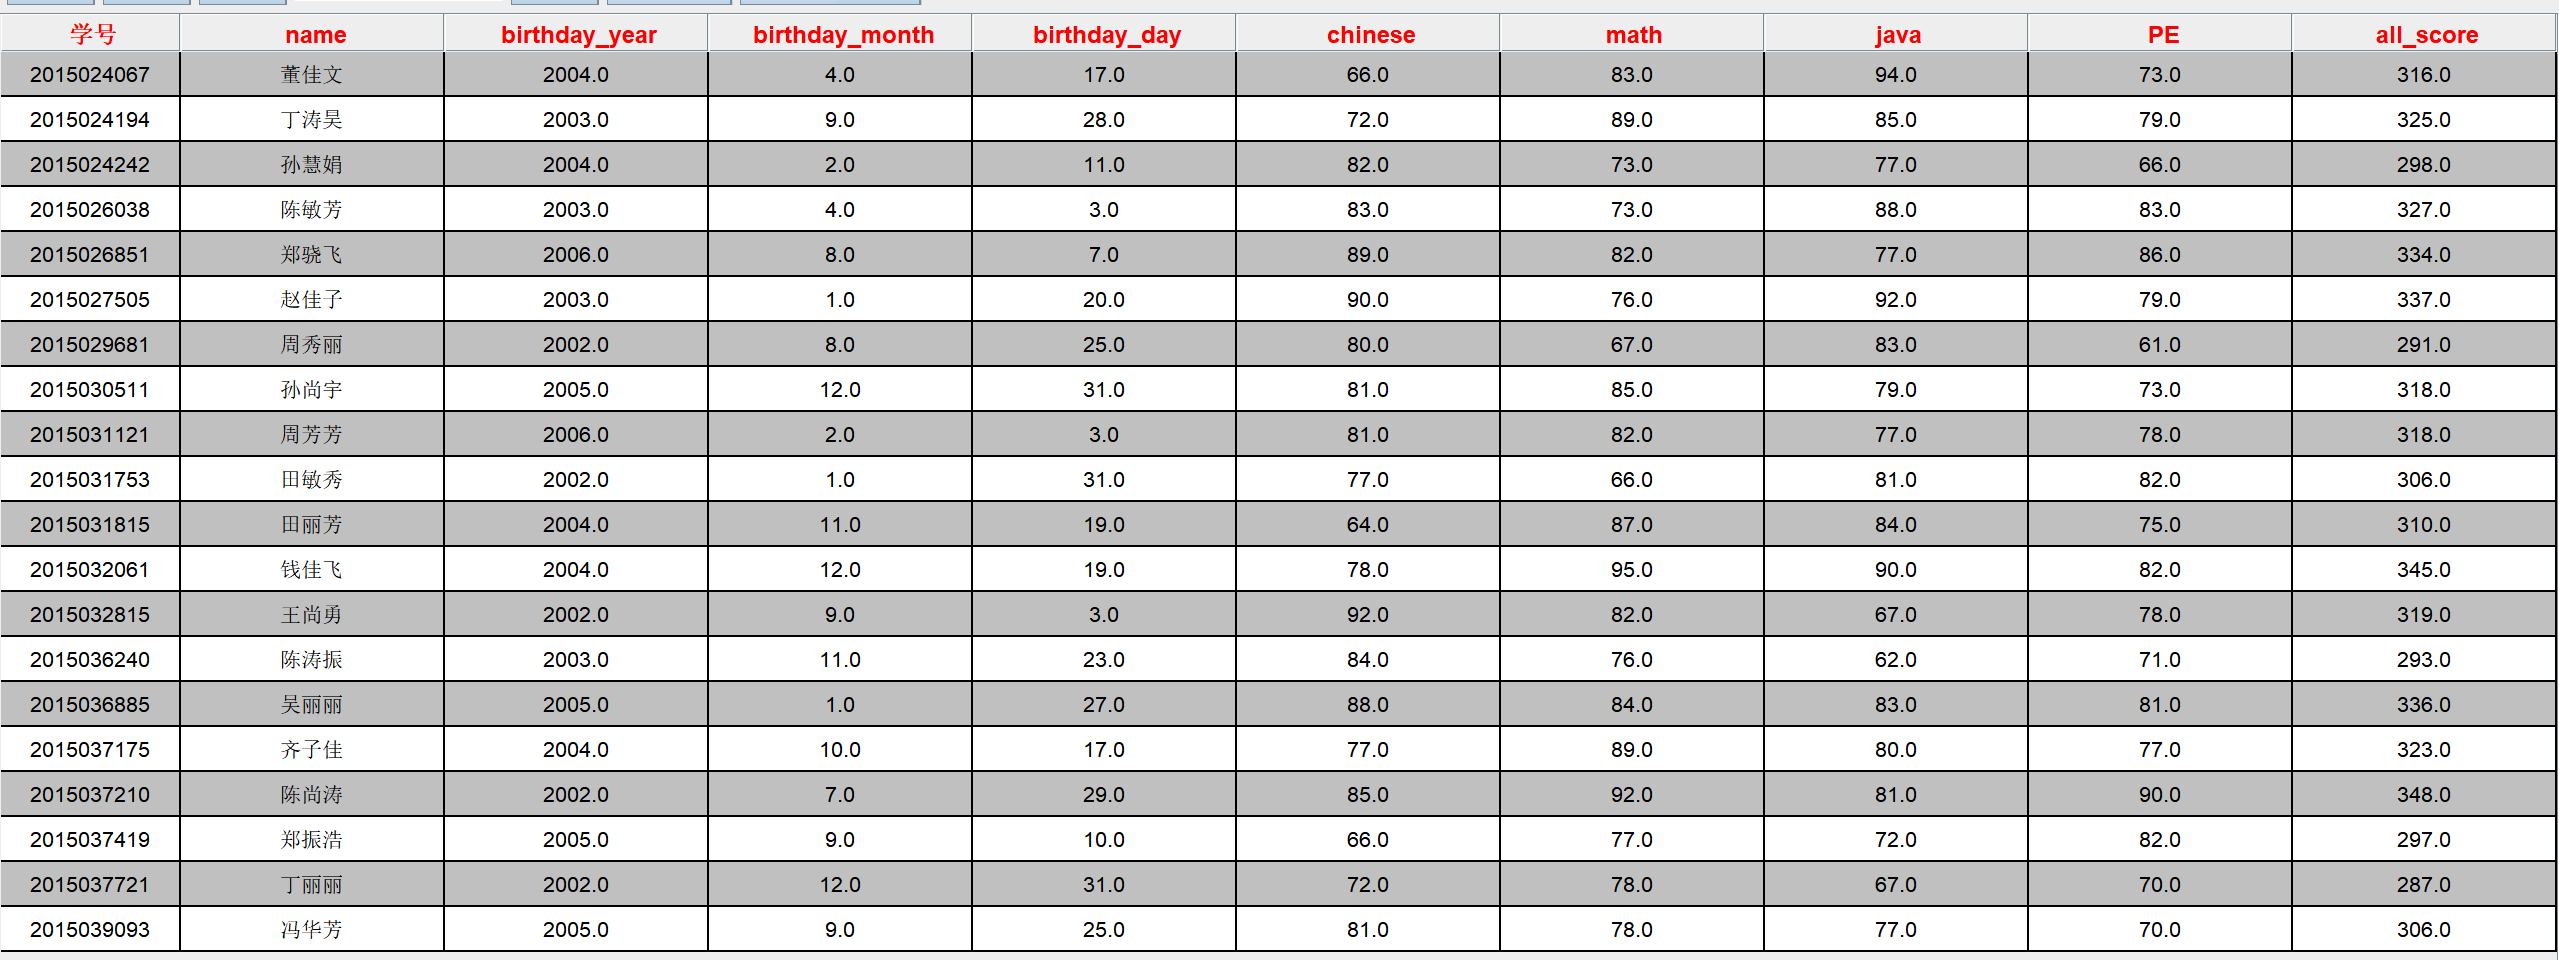 学号 name birthday_year birthday_month birthday_day chinese math java PE all_score
2015024067 董佳文 2004.0 4.0 17.0 66.0 83.0 94.0 73.0 316.0
2015024194 丁涛昊 2003.0 9.0 28.0 72.0 89.0 85.0 79.0 325.0
2015024242 孙慧娟 2004.0 2.0 11.0 82.0 73.0 77.0 66.0 298.0
2015026038 陈敏芳 2003.0 4.0 3.0 83.0 73.0 88.0 83.0 327.0
2015026851 郑骁飞 2006.0 8.0 7.0 89.0 82.0 77.0 86.0 334.0
2015027505 赵佳子 2003.0 1.0 20.0 90.0 76.0 92.0 79.0 337.0
2015029681 周秀丽 2002.0 8.0 25.0 80.0 67.0 83.0 61.0 291.0
2015030511 孙尚宇 2005.0 12.0 31.0 81.0 85.0 79.0 73.0 318.0
2015031121 周芳芳 2006.0 2.0 3.0 81.0 82.0 77.0 78.0 318.0
2015031753 田敏秀 2002.0 1.0 31.0 77.0 66.0 81.0 82.0 306.0
2015031815 田丽芳 2004.0 11.0 19.0 64.0 87.0 84.0 75.0 310.0
2015032061 钱佳飞 2004.0 12.0 19.0 78.0 95.0 90.0 82.0 345.0
2015032815 王尚勇 2002.0 9.0 3.0 92.0 82.0 67.0 78.0 319.0
2015036240 陈涛振 2003.0 11.0 23.0 84.0 76.0 62.0 71.0 293.0
2015036885 吴丽丽 2005.0 1.0 27.0 88.0 84.0 83.0 81.0 336.0
2015037175 齐子佳 2004.0 10.0 17.0 77.0 89.0 80.0 77.0 323.0
2015037210 陈尚涛 2002.0 7.0 29.0 85.0 92.0 81.0 90.0 348.0
2015037419 郑振浩 2005.0 9.0 10.0 66.0 77.0 72.0 82.0 297.0
2015037721 丁丽丽 2002.0 12.0 31.0 72.0 78.0 67.0 70.0 287.0
2015039093 冯华芳 2005.0 9.0 25.0 81.0 78.0 77.0 70.0 306.0